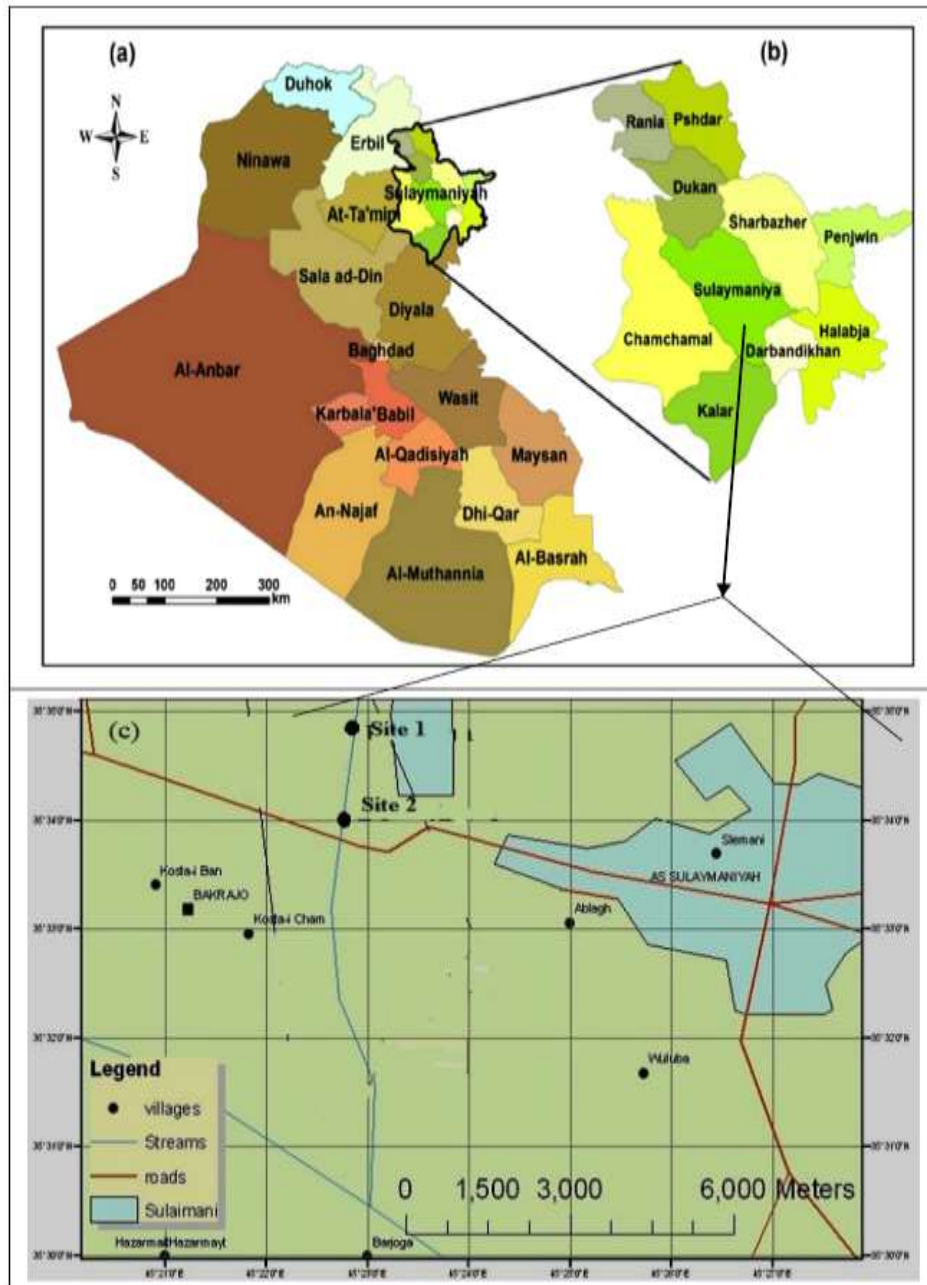 (a)
(b)
N
W E
S
Duhok
Ninawa
Erbil
Sulaymaniyah
At-Ta'mim
Sala ad-Din
Diyala
Baghdad
Al-Anbar
Wasit
Karbala'
Babil
Al-Qadisiyah
Maysan
An-Najaf
Dhi-Qar
Al-Basrah
Al-Muthannia
0 50 100 200 300
km
Rania
Pshdar
Dukan
Sharbazher
Penjwin
Sulaymaniya
Chamchamal
Halabja
Darbandikhan
Kalar
(c)
Site 1
Site 2
Slemani
AS SULAYMANIYAH
Kosta-i Ban
BAKRAJO
Kosta-i Cham
Ablagh
Wuluba
Legend
villages
Streams
roads
Sulaimani
0 1,500 3,000 6,000 Meters
Barjoga